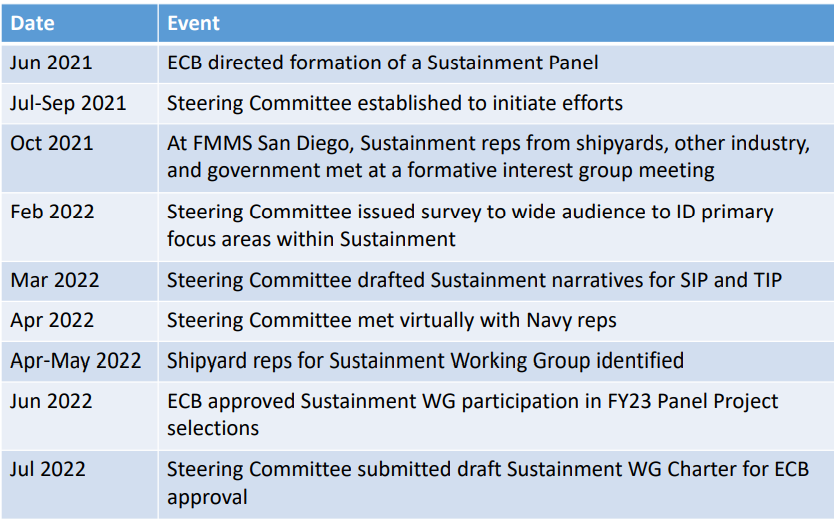 Date Event
Jun 2021 ECB directed formation of a Sustainment Panel
Jul-Sep 2021 Steering Committee established to initiate efforts
Oct 2021 At FMMS San Diego, Sustainment reps from shipyards, other industry,
and government met at a formative interest group meeting
Feb 2022 Steering Committee issued survey to wide audience to ID primary
focus areas within Sustainment
Mar 2022 Steering Committee drafted Sustainment narratives for SIP and TIP
Apr 2022 Steering Committee met virtually with Navy reps
Apr-May 2022 Shipyard reps for Sustainment Working Group identified
Jun 2022 ECB approved Sustainment WG participation in FY23 Panel Project
selections
Jul 2022 Steering Committee submitted draft Sustainment WG Charter for ECB
approval